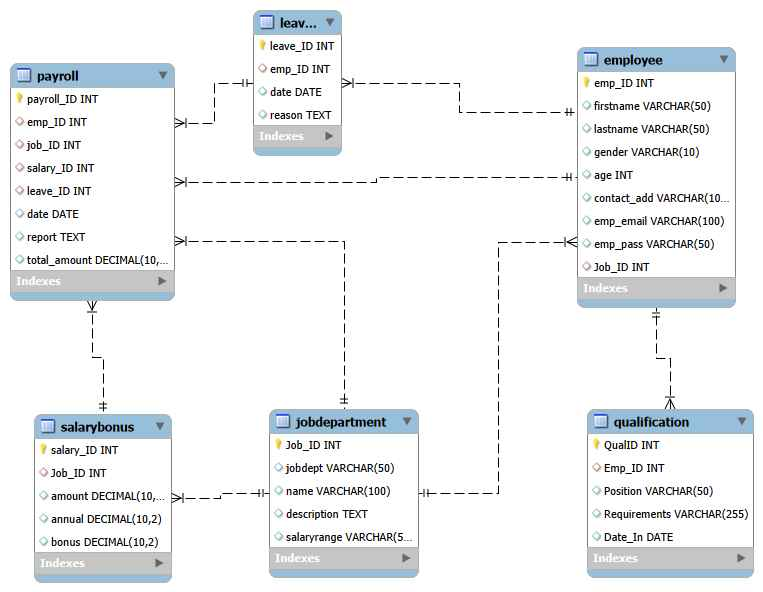 leav...
leave_ID INT
emp_ID INT
date DATE
reason TEXT
Indexes
payroll
payroll_ID INT
emp_ID INT
job_ID INT
salary_ID INT
leave_ID INT
date DATE
report TEXT
total_amount DECIMAL(10,...
Indexes
employee
emp_ID INT
firstname VARCHAR(50)
lastname VARCHAR(50)
gender VARCHAR(10)
age INT
contact_add VARCHAR(10...
emp_email VARCHAR(100)
emp_pass VARCHAR(50)
Job_ID INT
Indexes
salarybonus
salary_ID INT
Job_ID INT
amount DECIMAL(10,...
annual DECIMAL(10,2)
bonus DECIMAL(10,2)
Indexes
jobdepartment
Job_ID INT
jobdept VARCHAR(50)
name VARCHAR(100)
description TEXT
salaryrange VARCHAR(5...
Indexes
qualification
QualID INT
Emp_ID INT
Position VARCHAR(50)
Requirements VARCHAR(255)
Date_In DATE
Indexes